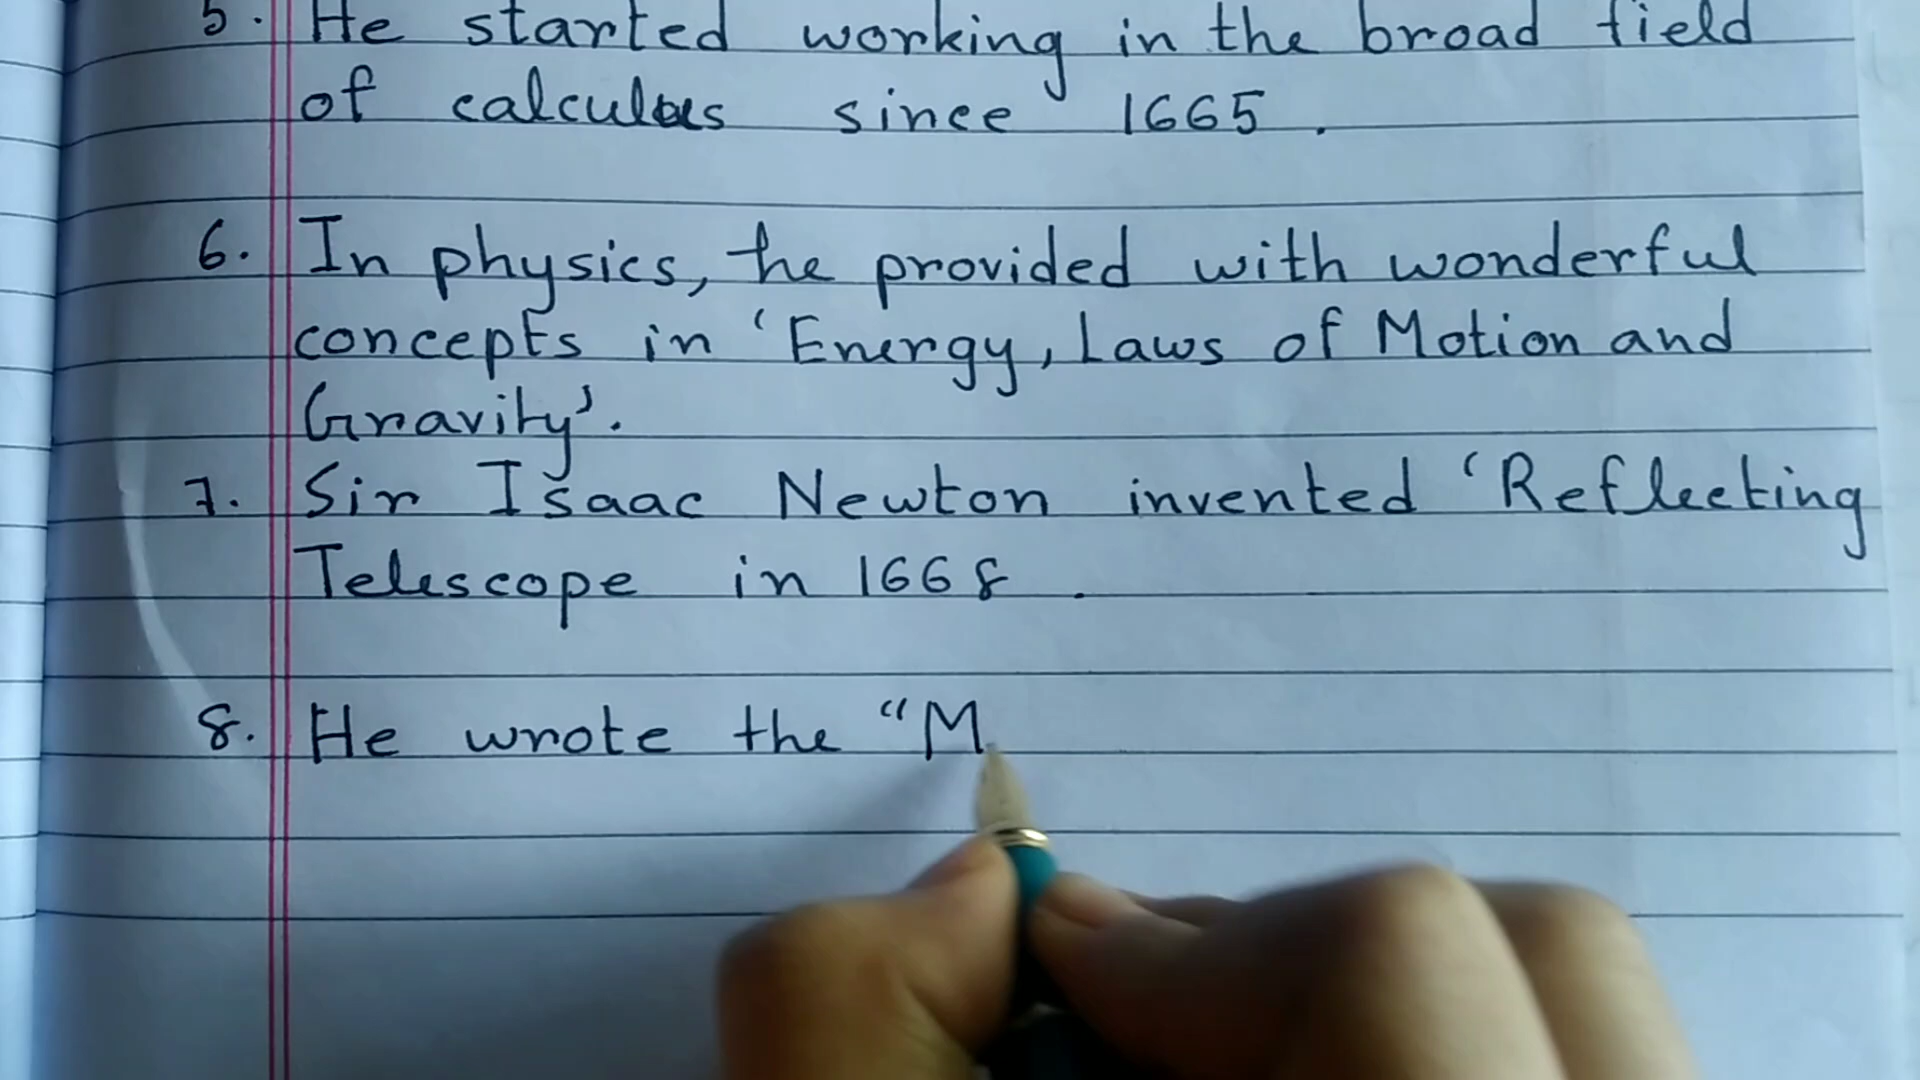 5. He started working in the broad field
of calculus since 1665.
6. In physics, he provided with wonderful
concepts in 'Energy, Laws of Motion and
Gravity'.
7. Sir Isaac Newton invented 'Reflecting
Telescope in 1668.
8. He wrote the "M